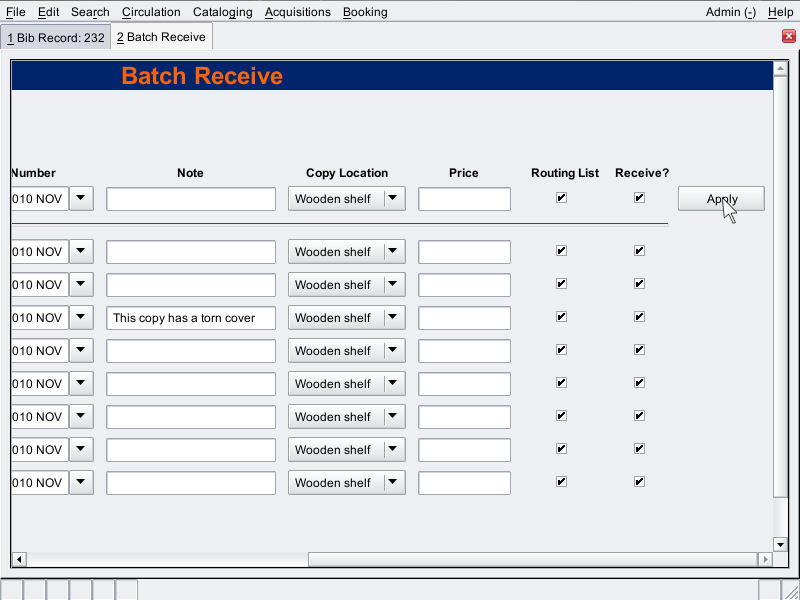 File Edit Search Circulation Cataloging Acquisitions Booking Admin (-) Help
1 Bib Record: 232 2 Batch Receive
Batch Receive
Number Note Copy Location Price Routing List Receive?
010 NOV Wooden shelf Apply
010 NOV Wooden shelf
010 NOV Wooden shelf
010 NOV This copy has a torn cover Wooden shelf
010 NOV Wooden shelf
010 NOV Wooden shelf
010 NOV Wooden shelf
010 NOV Wooden shelf
010 NOV Wooden shelf